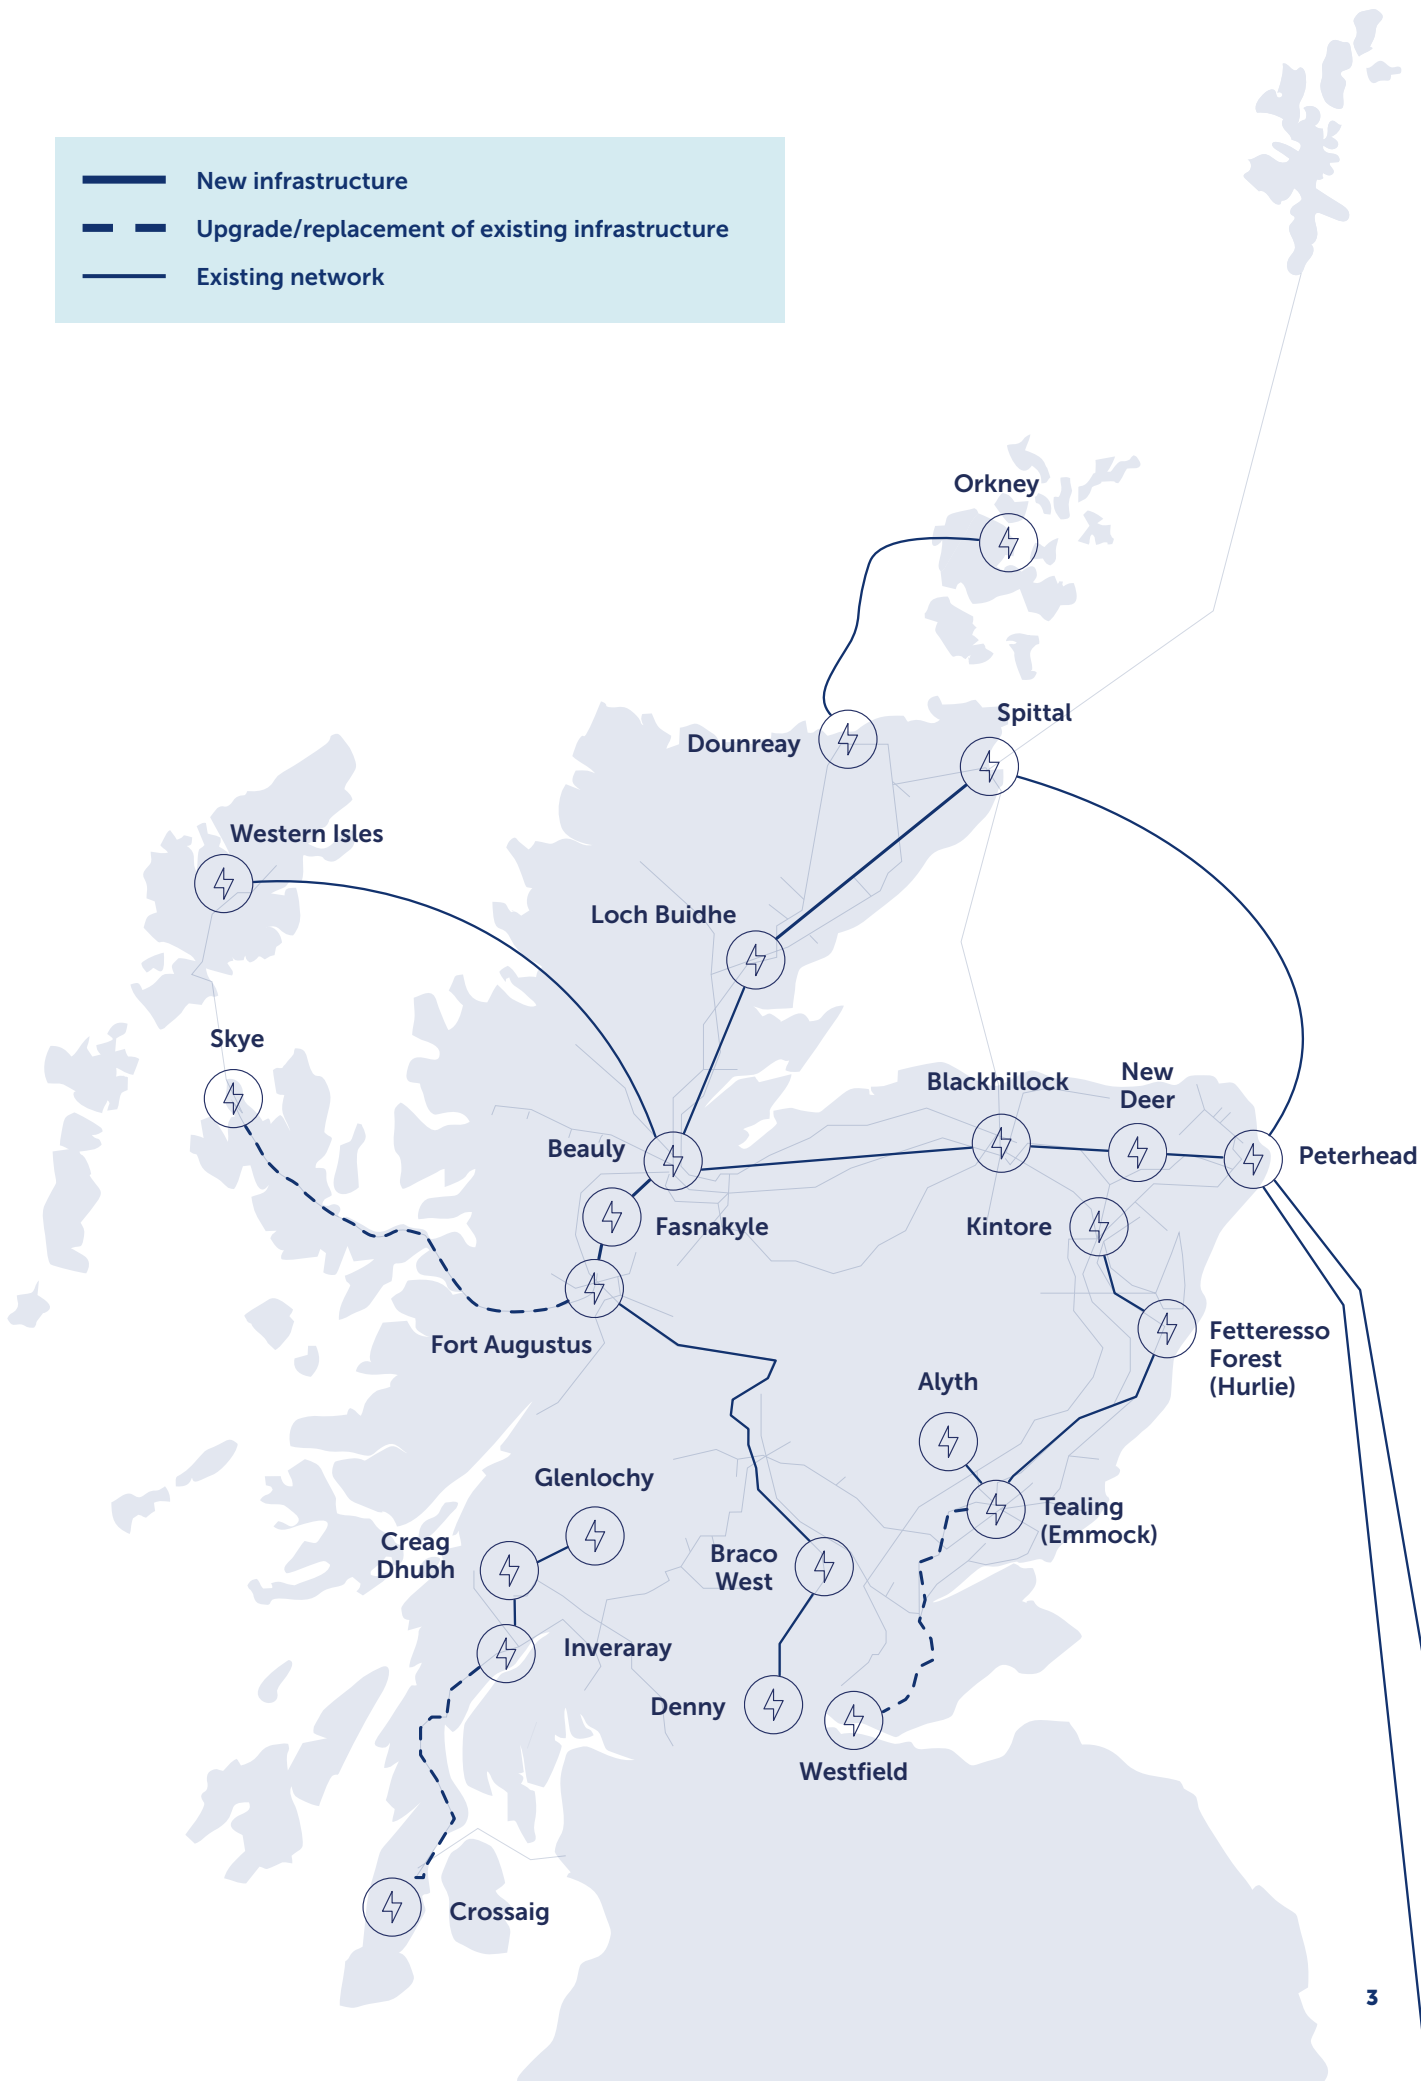 New infrastructure
Upgrade/replacement of existing infrastructure
Existing network
Orkney
Spittal
Dounreay
Western Isles
Loch Buidhe
Skye
New
Deer
Blackhillock
Beauly
Peterhead
Fasnakyle
Kintore
Fort Augustus
Fetteresso
Forest
(Hurlie)
Alyth
Glenlochy
Tealing
(Emmock)
Creag
Dhubh
Braco
West
Inveraray
Denny
Westfield
Crossaig
3